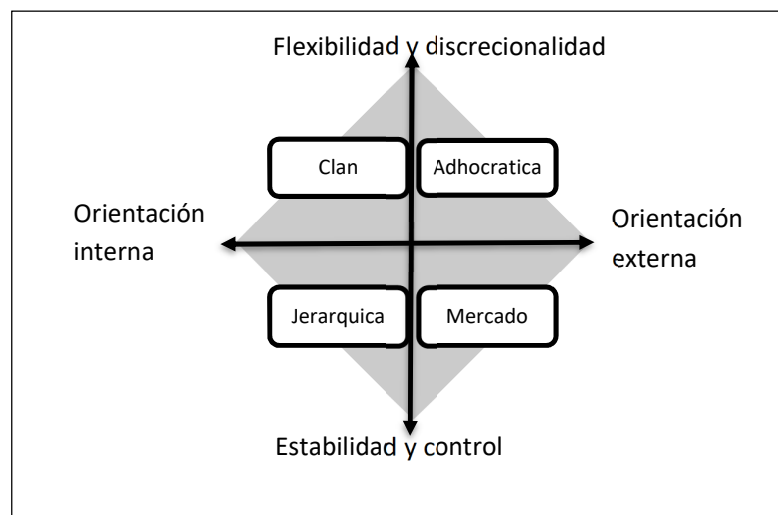 Flexibilidad y discrecionalidad
Clan
Adhocratica
Orientación
interna
Orientación
externa
Jerarquica
Mercado
Estabilidad y control